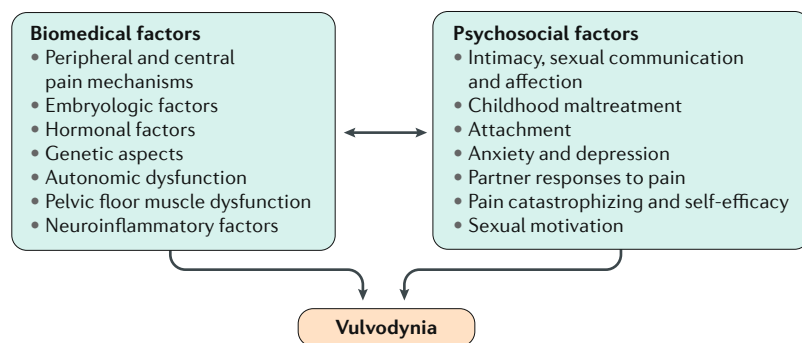 Biomedical factors
• Peripheral and central
pain mechanisms
• Embryologic factors
• Hormonal factors
• Genetic aspects
• Autonomic dysfunction
• Pelvic floor muscle dysfunction
• Neuroinflammatory factors
Psychosocial factors
• Intimacy, sexual communication
and affection
• Childhood maltreatment
• Attachment
• Anxiety and depression
• Partner responses to pain
• Pain catastrophizing and self-efficacy
• Sexual motivation
Vulvodynia